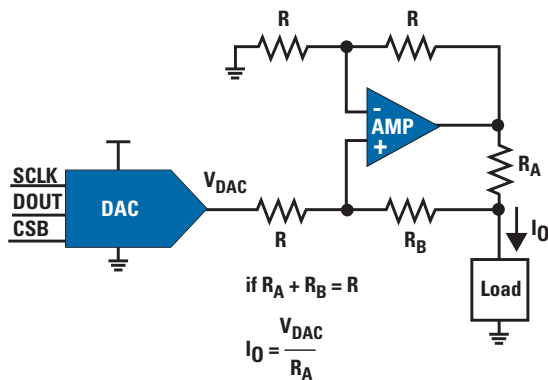 R
R
-
AMP
+
R_A
SCLK
DOUT
CSB
DAC
V_DAC
R
R_B
I_O
if R_A + R_B = R
Load
I_O = V_DAC / R_A